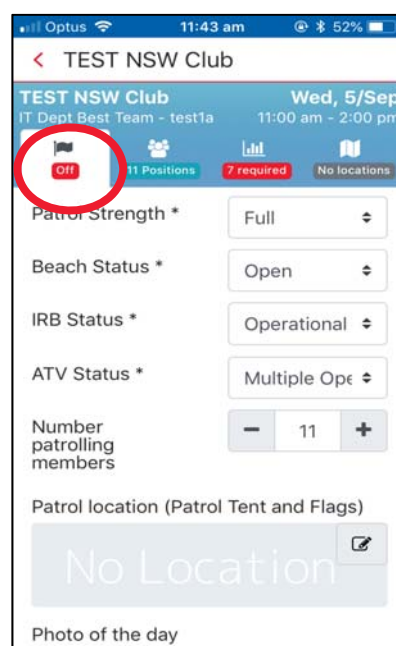 Optus 11:43 am 52%
TEST NSW Club
TEST NSW Club Wed, 5/Sep
IT Dept Best Team - test1a 11:00 am - 2:00 pm
Off 11 Positions 7 required No locations
Patrol Strength * Full
Beach Status * Open
IRB Status * Operational
ATV Status * Multiple Ope
Number
patrolling
members
− 11 +
Patrol location (Patrol Tent and Flags)
No Location
Photo of the day